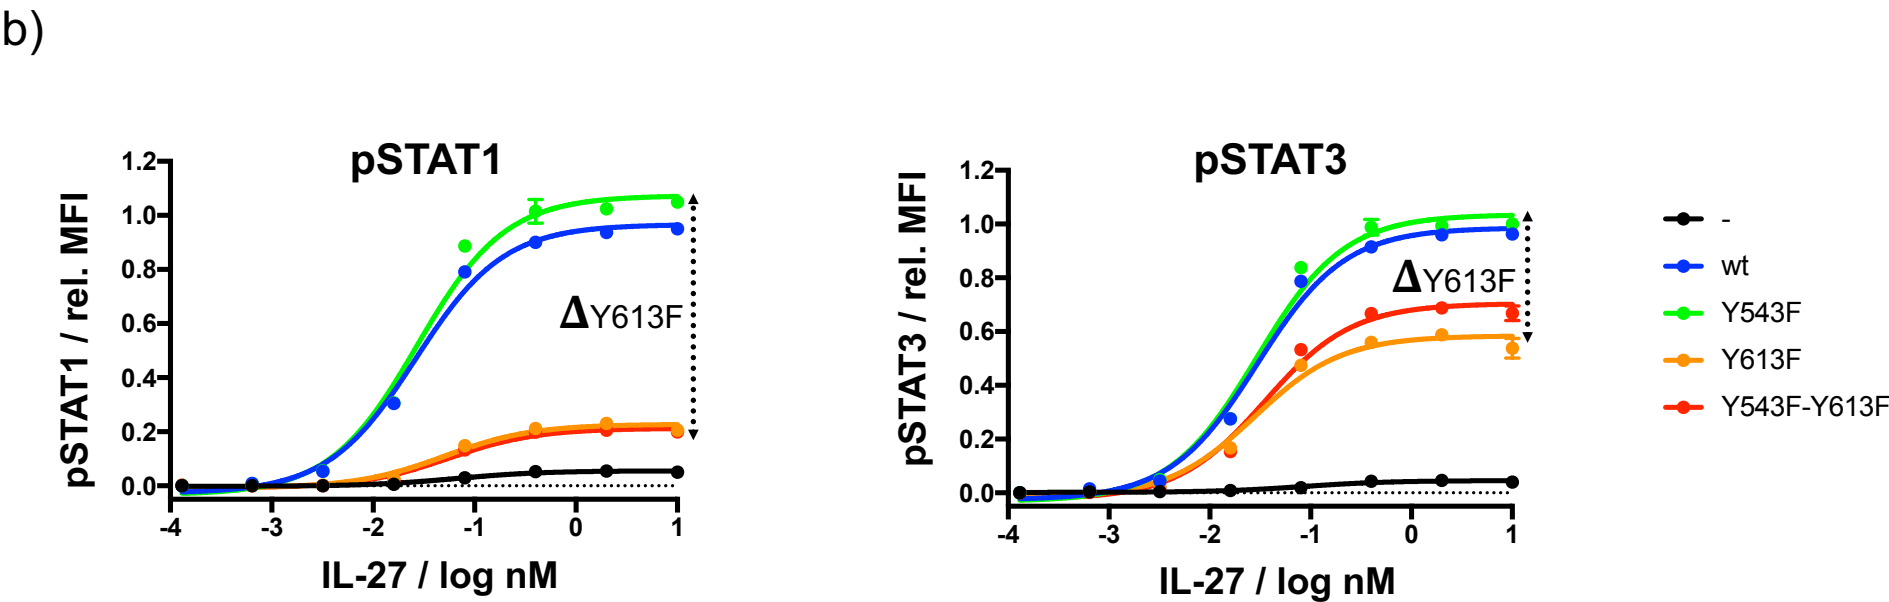 b)
pSTAT1
pSTAT1 / rel. MFI
1.2
1.0
0.8
0.6
0.4
0.2
0.0
ΔY613F
-4 -3 -2 -1 0 1
IL-27 / log nM
pSTAT3
pSTAT3 / rel. MFI
1.2
1.0
0.8
0.6
0.4
0.2
0.0
ΔY613F
-4 -3 -2 -1 0 1
IL-27 / log nM
-
wt
Y543F
Y613F
Y543F-Y613F